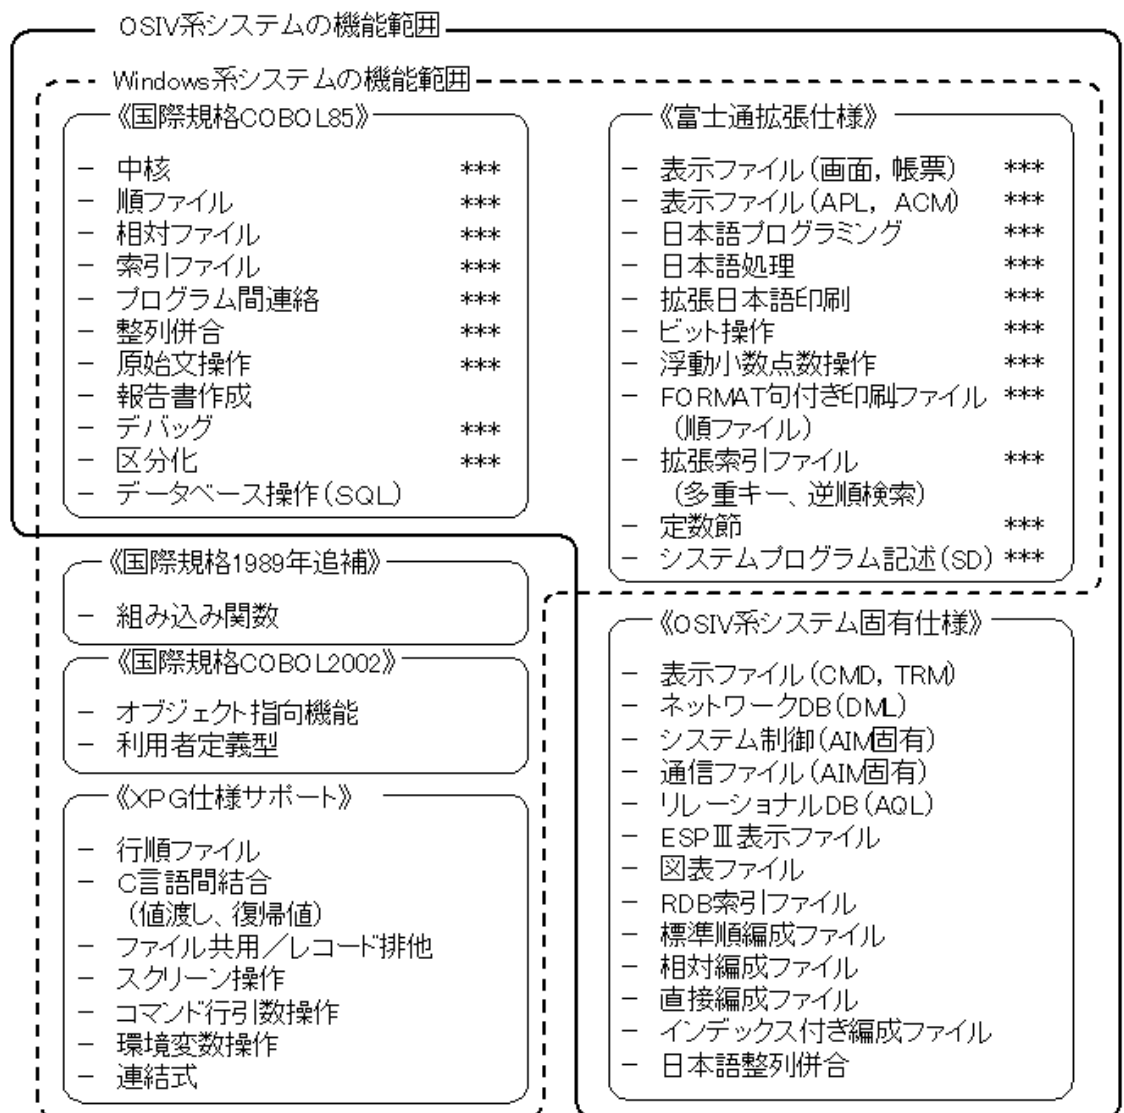 OSIV系システムの機能範囲
Windows系システムの機能範囲
《国際規格COBOL85》
－ 中核 ***
－ 順ファイル ***
－ 相対ファイル ***
－ 索引ファイル ***
－ プログラム間連絡 ***
－ 整列併合 ***
－ 原始文操作 ***
－ 報告書作成
－ デバッグ ***
－ 区分化 ***
－ データベース操作(SQL)
《富士通拡張仕様》
－ 表示ファイル(画面，帳票) ***
－ 表示ファイル(APL，ACM) ***
－ 日本語プログラミング ***
－ 日本語処理 ***
－ 拡張日本語印刷 ***
－ ビット操作 ***
－ 浮動小数点数操作 ***
－ FORMAT句付き印刷ファイル ***
(順ファイル)
－ 拡張索引ファイル ***
(多重キー、逆順検索)
－ 定数節 ***
－ システムプログラム記述(SD) ***
《国際規格1989年追補》
－ 組み込み関数
《国際規格COBOL2002》
－ オブジェクト指向機能
－ 利用者定義型
《XPG仕様サポート》
－ 行順ファイル
－ C言語間結合
(値渡し、復帰値)
－ ファイル共用／レコード排他
－ スクリーン操作
－ コマンド行引数操作
－ 環境変数操作
－ 連結式
《OSIV系システム固有仕様》
－ 表示ファイル(CMD，TRM)
－ ネットワークDB(DML)
－ システム制御(AIM固有)
－ 通信ファイル(AIM固有)
－ リレーショナルDB(AQL)
－ ESPⅢ表示ファイル
－ 図表ファイル
－ RDB索引ファイル
－ 標準順編成ファイル
－ 相対編成ファイル
－ 直接編成ファイル
－ インデックス付き編成ファイル
－ 日本語整列併合